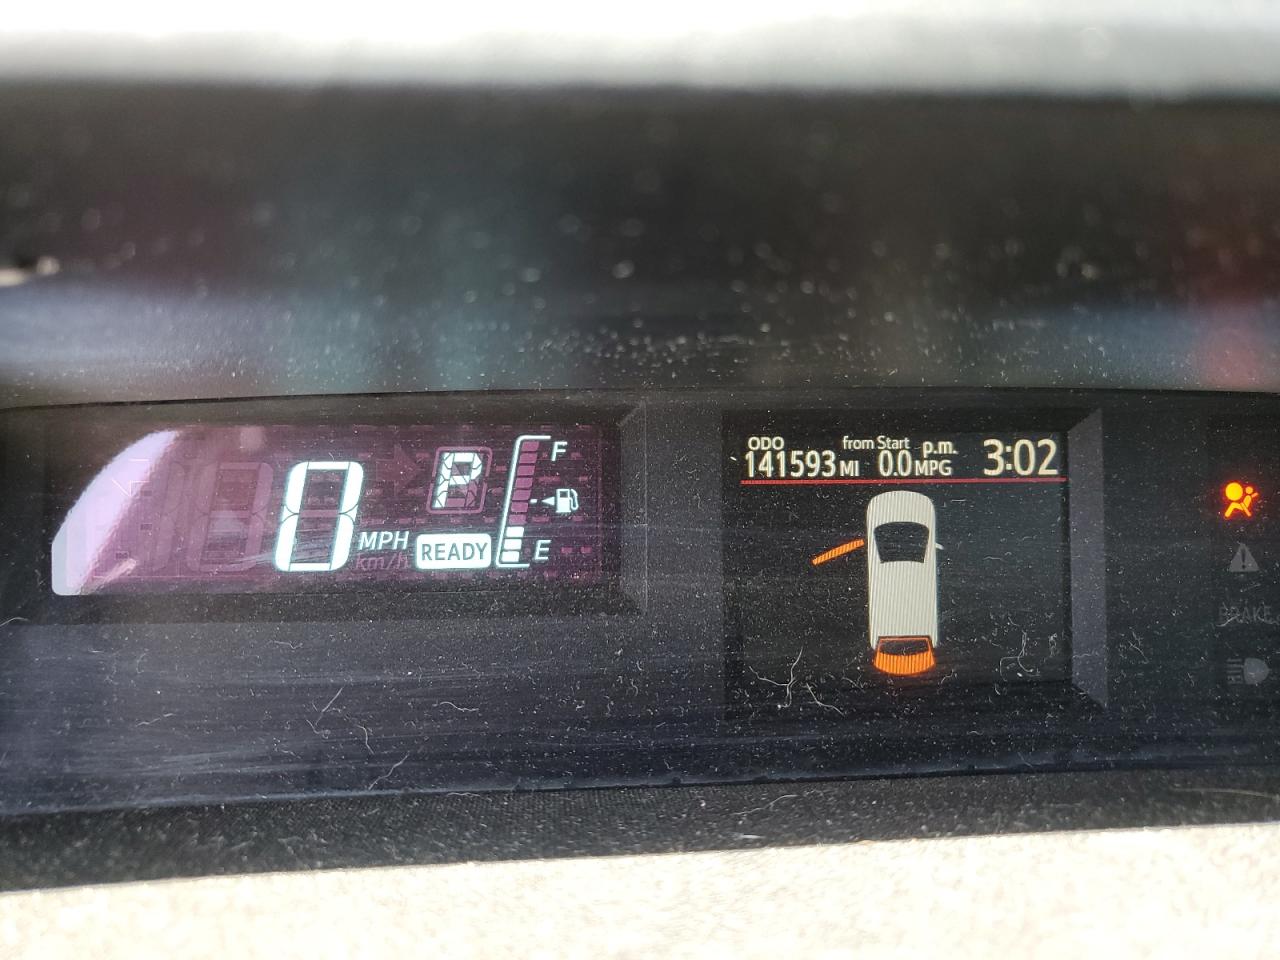 0 MPH
km/h
P
READY
F
E
ODO
141593 MI
from Start
0.0 MPG
p.m. 3:02
BRAKE